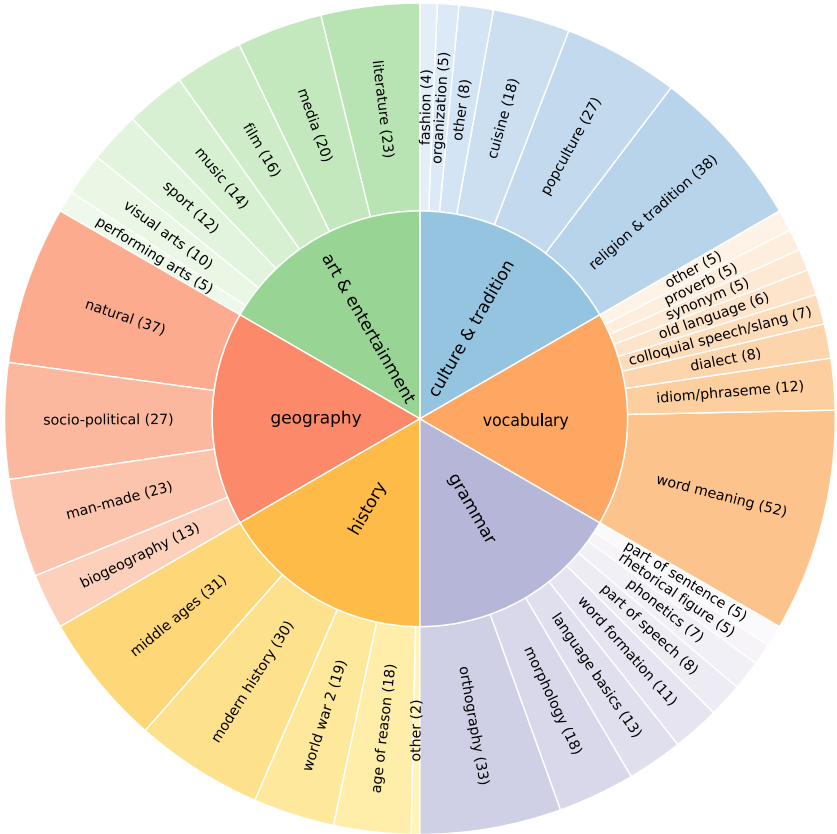 culture & tradition
fashion (4)
organization (5)
other (8)
cuisine (18)
popculture (27)
religion & tradition (38)
vocabulary
other (5)
proverb (5)
synonym (5)
old language (6)
colloquial speech/slang (7)
dialect (8)
idiom/phraseme (12)
word meaning (52)
grammar
part of sentence (5)
rhetorical figure (5)
phonetics (7)
part of speech (8)
word formation (11)
language basics (13)
morphology (18)
orthography (33)
history
other (2)
age of reason (18)
world war 2 (19)
modern history (30)
middle ages (31)
geography
biogeography (13)
man-made (23)
socio-political (27)
natural (37)
art & entertainment
performing arts (5)
visual arts (10)
sport (12)
music (14)
film (16)
media (20)
literature (23)